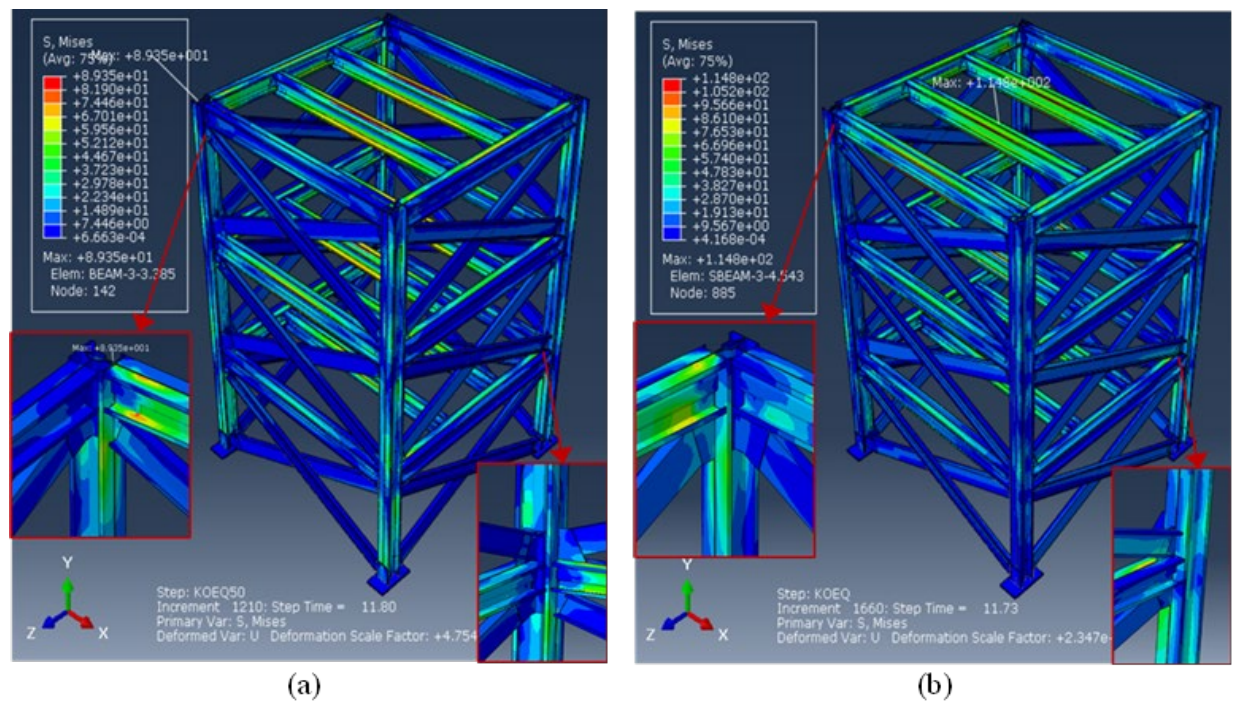 S, Mises
(Avg: 75%)
Max: +8.935e+001
+8.935e+01
+8.190e+01
+7.446e+01
+6.701e+01
+5.956e+01
+5.212e+01
+4.467e+01
+3.723e+01
+2.978e+01
+2.234e+01
+1.489e+01
+7.446e+00
+6.663e-04
Max: +8.935e+01
Elem: BEAM-3-3.385
Node: 142
Max: +8.935e+001
Y
Z
X
Step: KOEQ50
Increment 1210: Step Time = 11.80
Primary Var: S, Mises
Deformed Var: U Deformation Scale Factor: +4.754
(a)
S, Mises
(Avg: 75%)
+1.148e+02
+1.052e+02
+9.566e+01
+8.610e+01
+7.653e+01
+6.696e+01
+5.740e+01
+4.783e+01
+3.827e+01
+2.870e+01
+1.913e+01
+9.567e+00
+4.168e-04
Max: +1.148e+02
Elem: SBEAM-3-4.543
Node: 885
Max: +1.148e+002
Y
Z
X
Step: KOEQ
Increment 1660: Step Time = 11.73
Primary Var: S, Mises
Deformed Var: U Deformation Scale Factor: +2.347e-
(b)